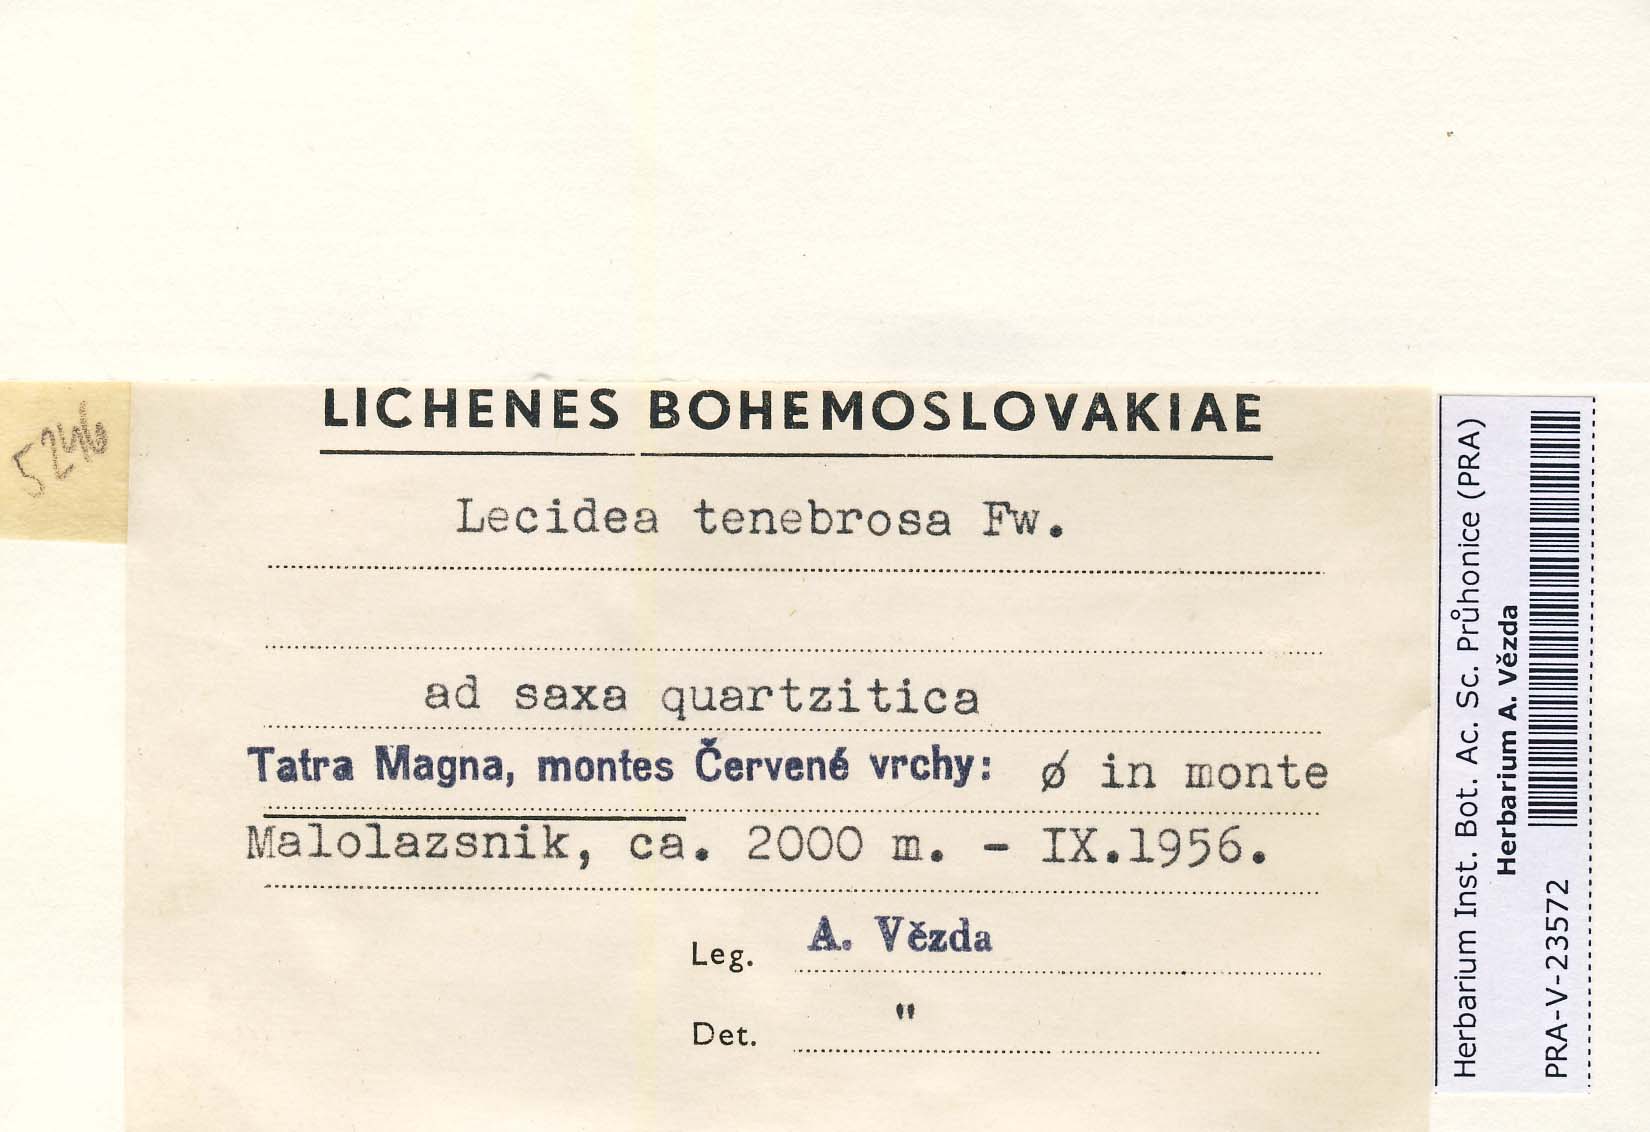 LICHENES BOHEMOSLOVAKIAE
5246
Lecidea tenebrosa Fw.
ad saxa quartzitica
Tatra Magna, montes Červené vrchy: ø in monte
Malolazsnik, ca. 2000 m. - IX.1956.
Leg. A. Vězda
Det. "
Herbarium Inst. Bot. Ac. Sc. Průhonice (PRA)
Herbarium A. Vězda
PRA-V-23572